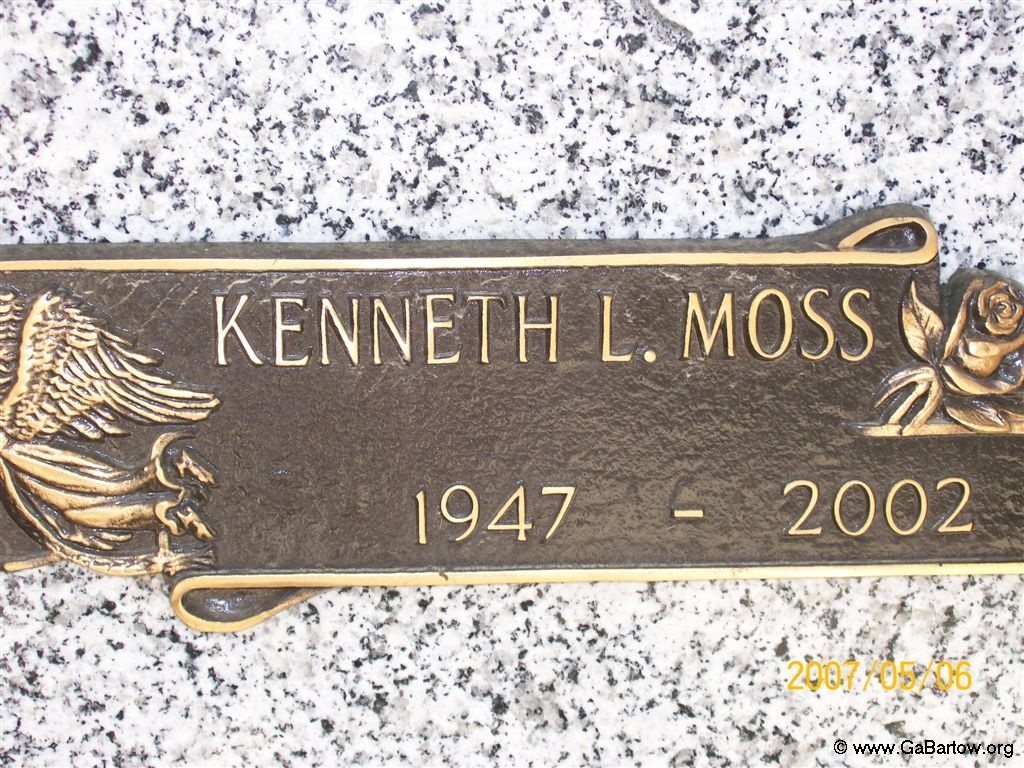 KENNETH L. MOSS
1947 - 2002
2007/05/06
© www.GaBartow.org